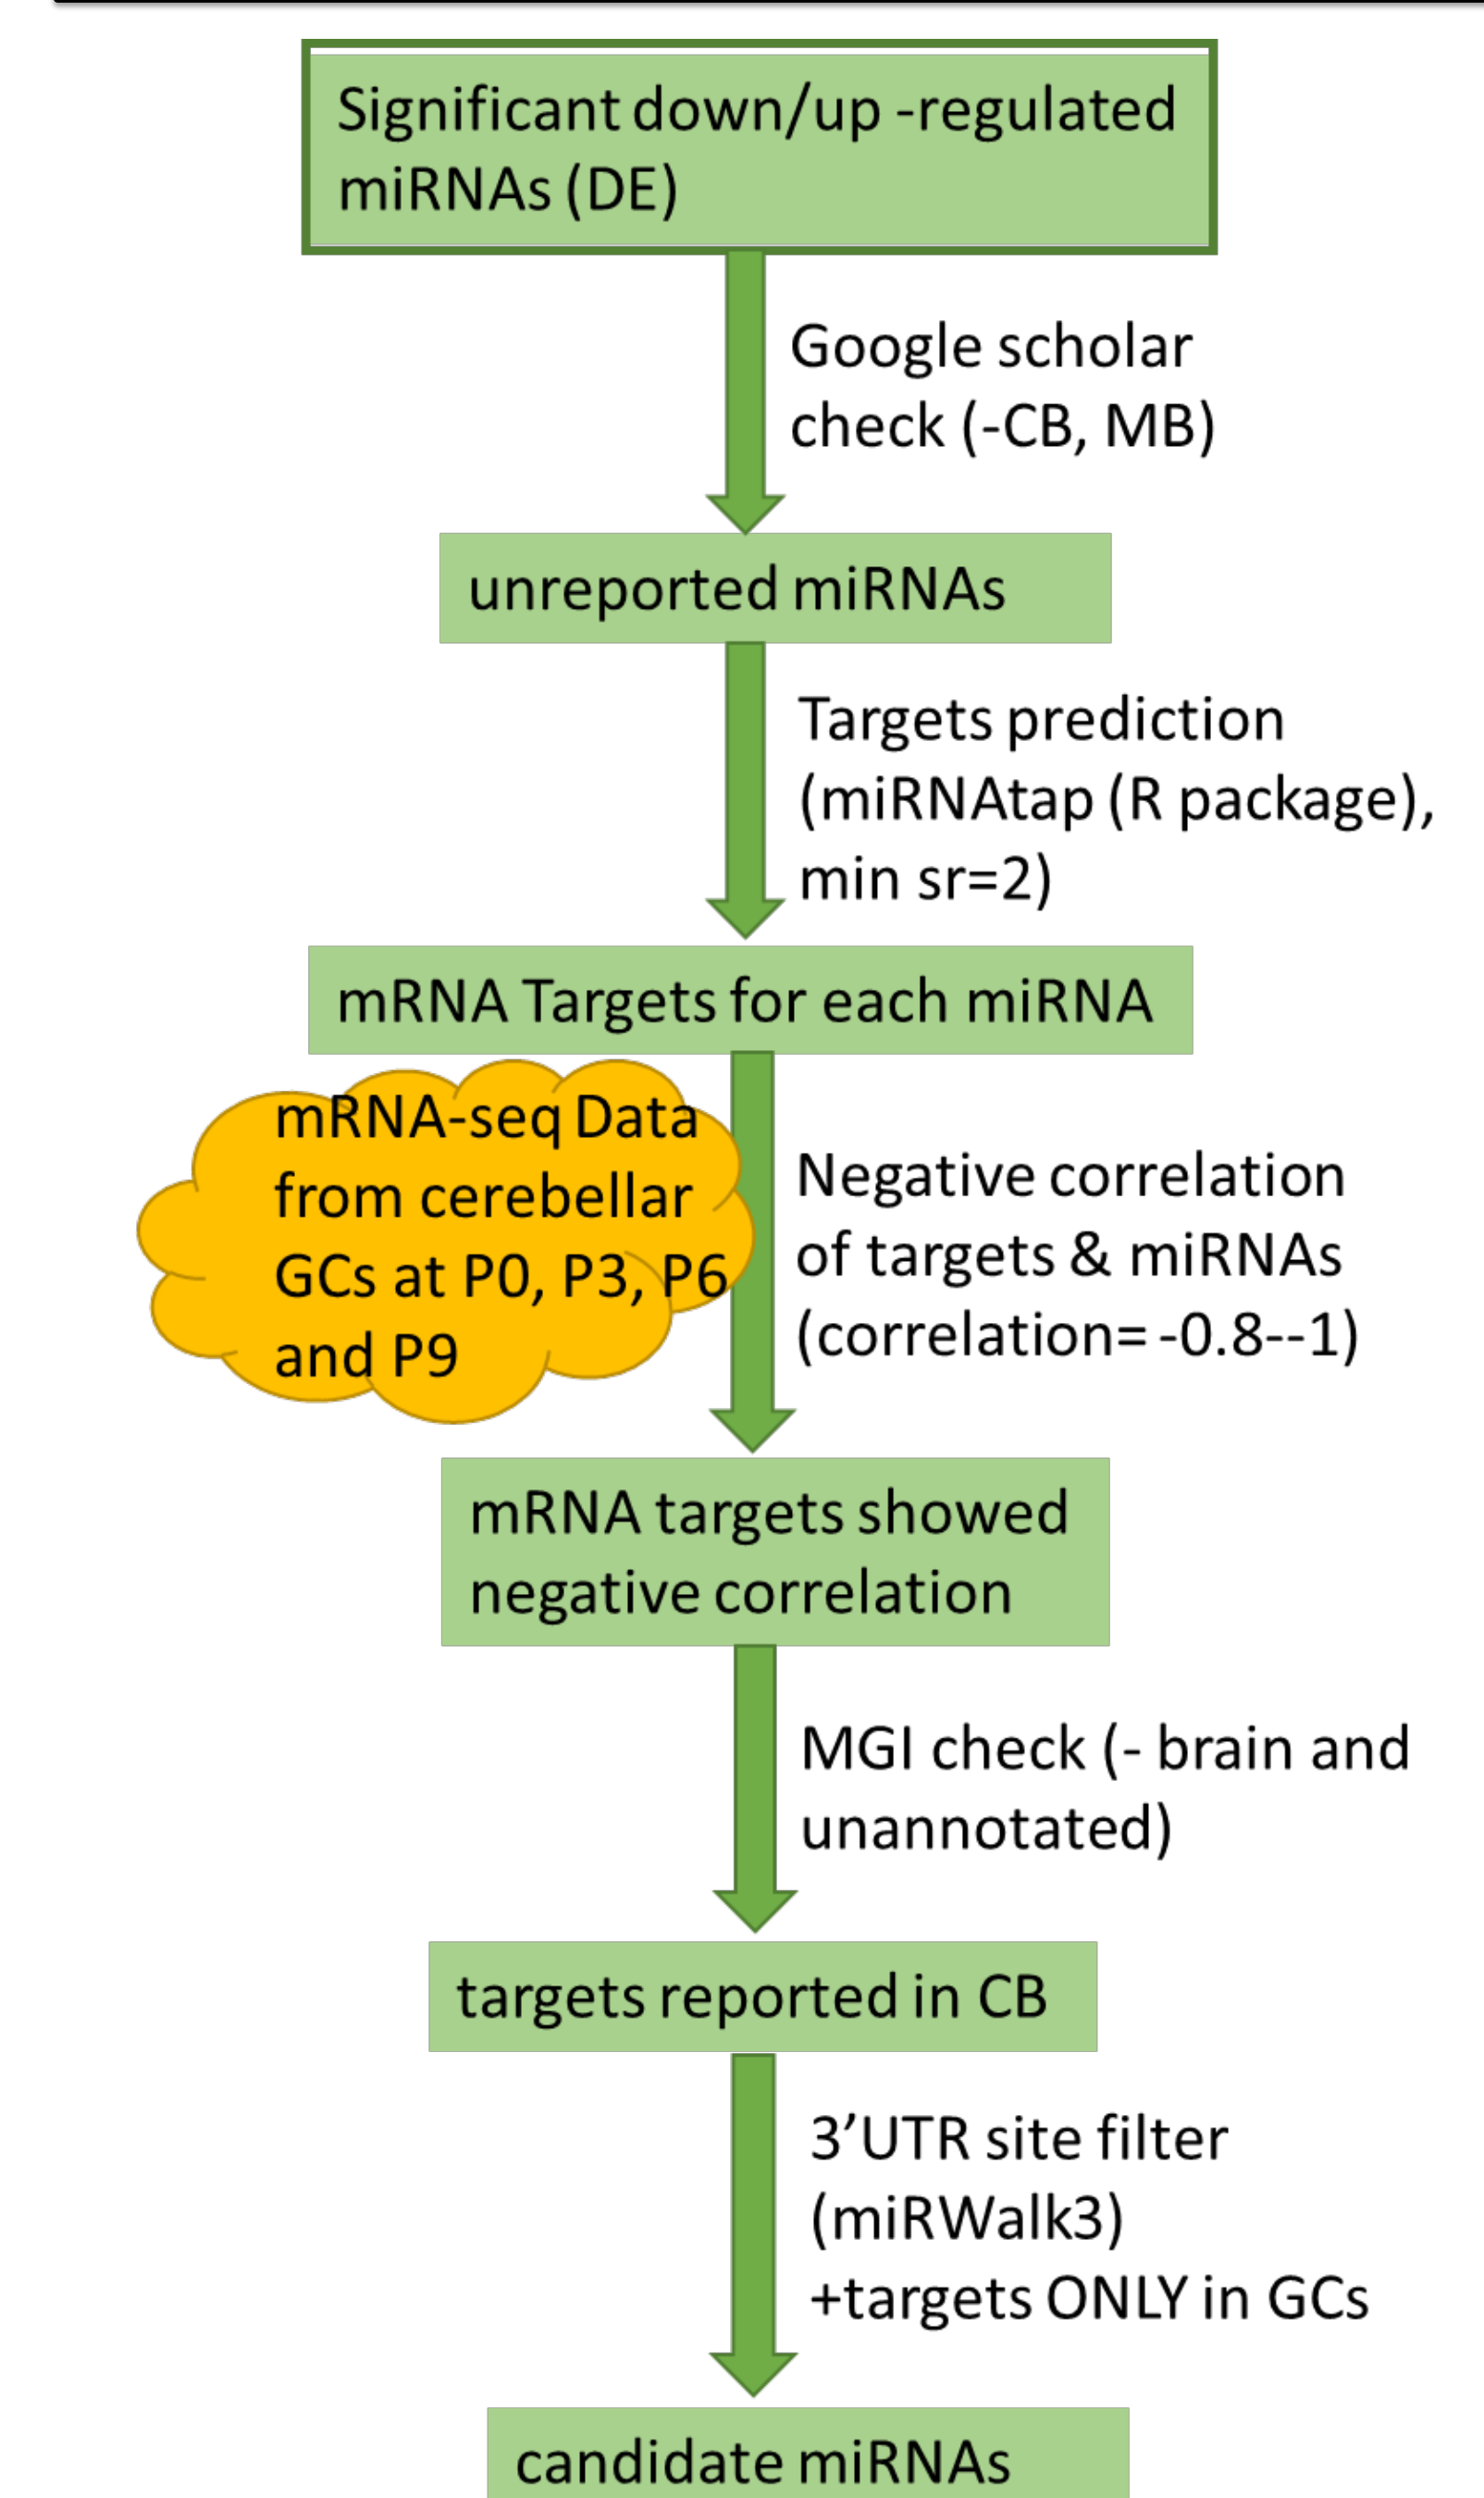 Significant down/up -regulated
miRNAs (DE)
Google scholar
check (-CB, MB)
unreported miRNAs
Targets prediction
(miRNAtap (R package),
min sr=2)
mRNA Targets for each miRNA
mRNA-seq Data
from cerebellar
GCs at P0, P3, P6
and P9
Negative correlation
of targets & miRNAs
(correlation= -0.8--1)
mRNA targets showed
negative correlation
MGI check (- brain and
unannotated)
targets reported in CB
3’UTR site filter
(miRWalk3)
+targets ONLY in GCs
candidate miRNAs